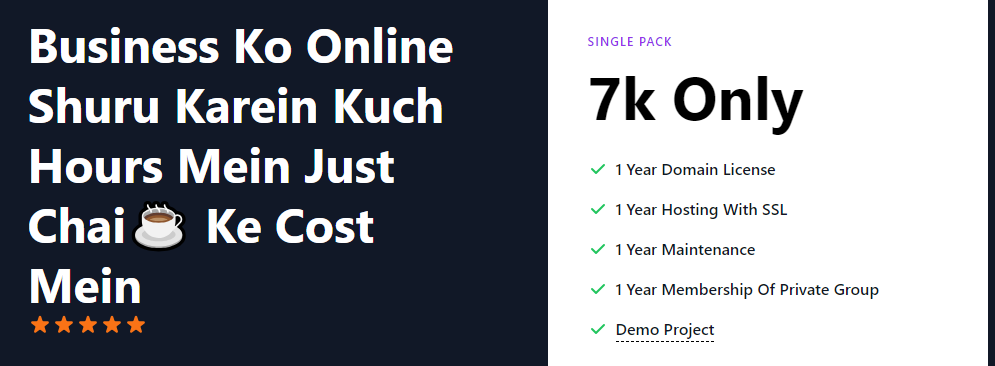 Business Ko Online
Shuru Karein Kuch
Hours Mein Just
Chai☕ Ke Cost
Mein
SINGLE PACK
7k Only
1 Year Domain License
1 Year Hosting With SSL
1 Year Maintenance
1 Year Membership Of Private Group
Demo Project